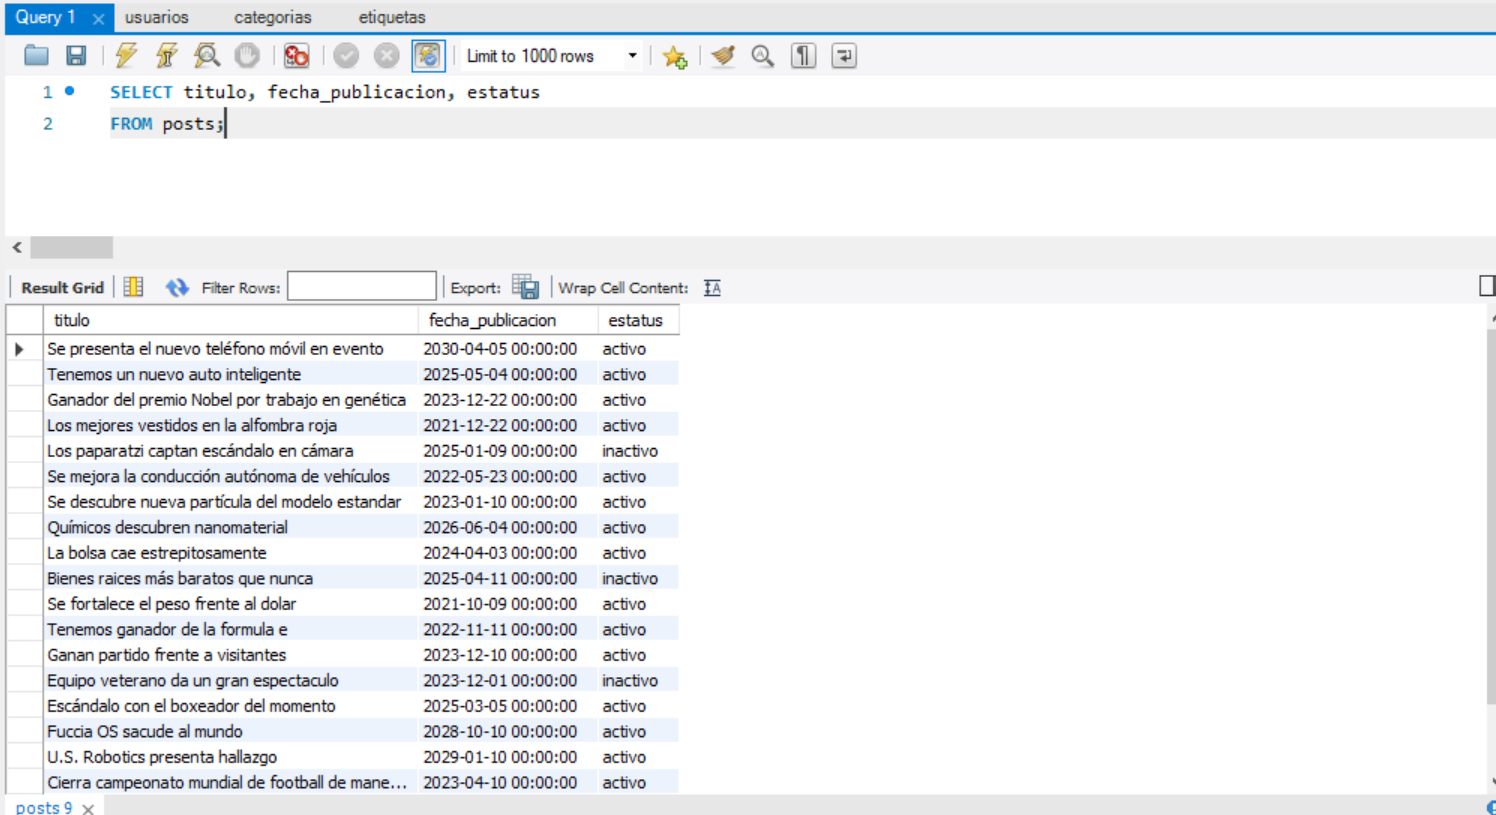 Query 1 usuarios categorias etiquetas
Limit to 1000 rows
1 SELECT titulo, fecha_publicacion, estatus
2 FROM posts;
Result Grid Filter Rows: Export: Wrap Cell Content:
titulo fecha_publicacion estatus
Se presenta el nuevo teléfono móvil en evento 2030-04-05 00:00:00 activo
Tenemos un nuevo auto inteligente 2025-05-04 00:00:00 activo
Ganador del premio Nobel por trabajo en genética 2023-12-22 00:00:00 activo
Los mejores vestidos en la alfombra roja 2021-12-22 00:00:00 activo
Los paparatzi captan escándalo en cámara 2025-01-09 00:00:00 inactivo
Se mejora la conducción autónoma de vehículos 2022-05-23 00:00:00 activo
Se descubre nueva partícula del modelo estandar 2023-01-10 00:00:00 activo
Químicos descubren nanomaterial 2026-06-04 00:00:00 activo
La bolsa cae estrepitosamente 2024-04-03 00:00:00 activo
Bienes raices más baratos que nunca 2025-04-11 00:00:00 inactivo
Se fortalece el peso frente al dolar 2021-10-09 00:00:00 activo
Tenemos ganador de la formula e 2022-11-11 00:00:00 activo
Ganan partido frente a visitantes 2023-12-10 00:00:00 activo
Equipo veterano da un gran espectaculo 2023-12-01 00:00:00 inactivo
Escándalo con el boxeador del momento 2025-03-05 00:00:00 activo
Fuccia OS sacude al mundo 2028-10-10 00:00:00 activo
U.S. Robotics presenta hallazgo 2029-01-10 00:00:00 activo
Cierra campeonato mundial de football de mane... 2023-04-10 00:00:00 activo
posts 9